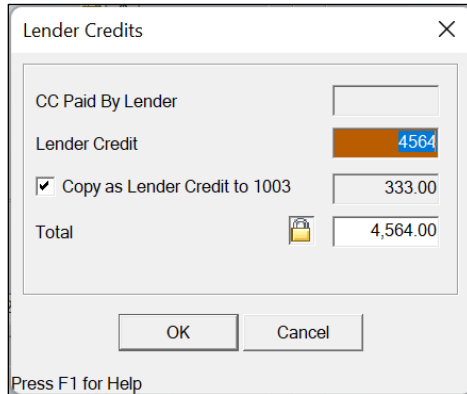 Lender Credits
CC Paid By Lender
Lender Credit 4564
Copy as Lender Credit to 1003 333.00
Total 4,564.00
OK Cancel
Press F1 for Help